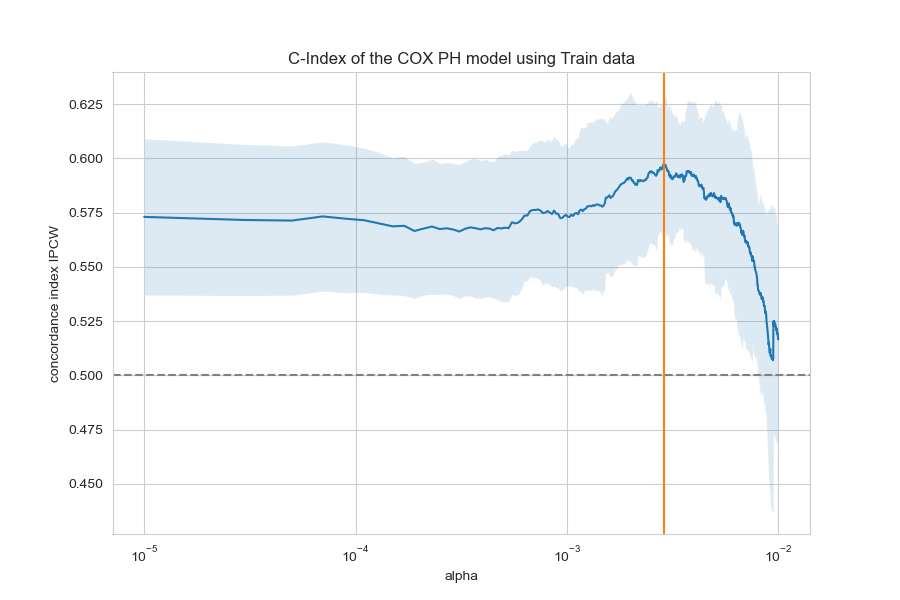 C-Index of the COX PH model using Train data
concordance index IPCW
0.625
0.600
0.575
0.550
0.525
0.500
0.475
0.450
10⁻⁵ 10⁻⁴ 10⁻³ 10⁻²
alpha